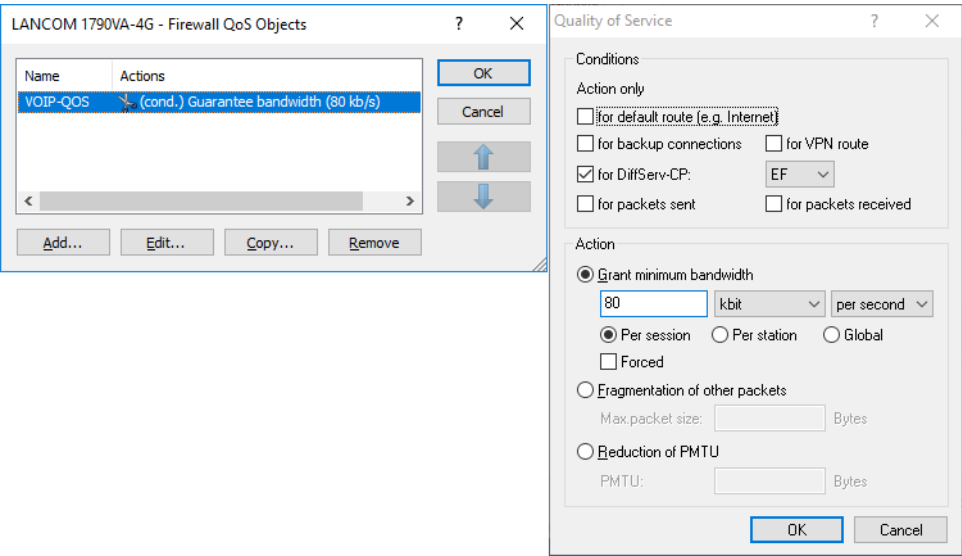 LANCOM 1790VA-4G - Firewall QoS Objects ? ×
Name Actions
VOIP-QOS (cond.) Guarantee bandwidth (80 kb/s)
OK
Cancel
Add... Edit... Copy... Remove
Quality of Service ? ×
Conditions
Action only
for default route (e.g. Internet)
for backup connections for VPN route
for DiffServ-CP: EF
for packets sent for packets received
Action
Grant minimum bandwidth
80 kbit per second
Per session Per station Global
Forced
Fragmentation of other packets
Max.packet size: Bytes
Reduction of PMTU
PMTU: Bytes
OK Cancel